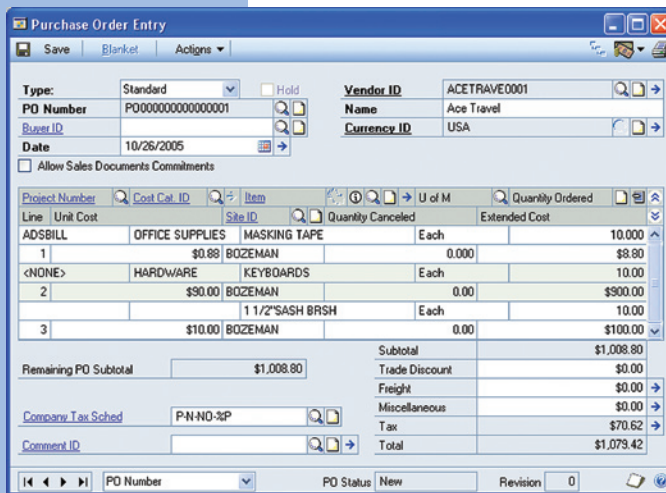 Purchase Order Entry
Save Blanket Actions
Type: Standard Hold Vendor ID ACETRAVE0001
PO Number PO000000000000001 Name Ace Travel
Buyer ID Currency ID USA
Date 10/26/2005
Allow Sales Documents Commitments
Project Number Cost Cat. ID Item U of M Quantity Ordered
Line Unit Cost Site ID Quantity Canceled Extended Cost
ADSBILL OFFICE SUPPLIES MASKING TAPE Each 10.000
1 $0.88 BOZEMAN 0.000 $8.80
<NONE> HARDWARE KEYBOARDS Each 10.00
2 $90.00 BOZEMAN 0.00 $900.00
1 1/2"SASH BRSH Each 10.00
3 $10.00 BOZEMAN 0.00 $100.00
Subtotal $1,008.80
Remaining PO Subtotal $1,008.80 Trade Discount $0.00
Freight $0.00
Miscellaneous $0.00
Company Tax Sched P-N-NO-%P Tax $70.62
Comment ID Total $1,079.42
PO Number PO Status New Revision 0